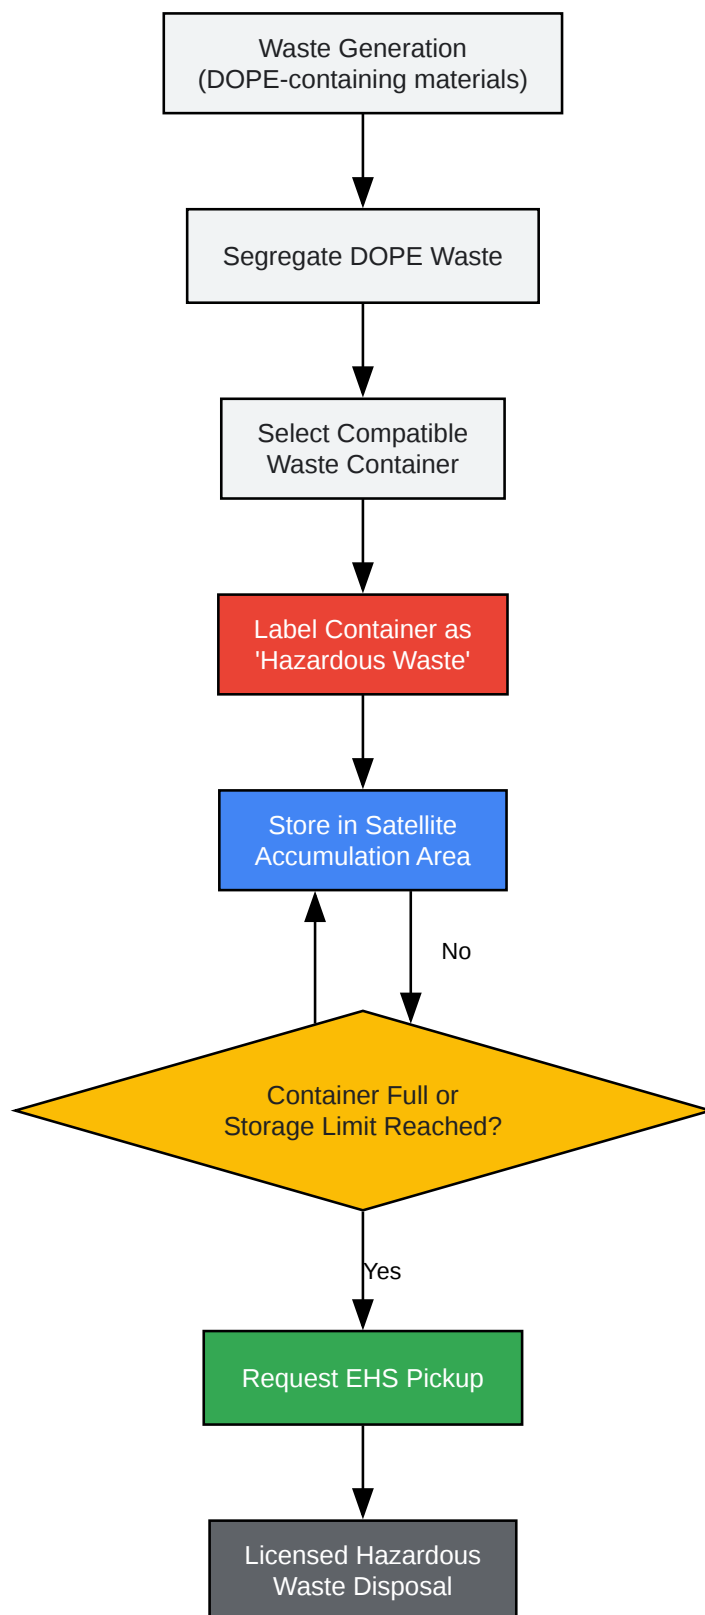 Waste Generation
(DOPE-containing materials)
Segregate DOPE Waste
Select Compatible
Waste Container
Label Container as
'Hazardous Waste'
Store in Satellite
Accumulation Area
No
Container Full or
Storage Limit Reached?
Yes
Request EHS Pickup
Licensed Hazardous
Waste Disposal